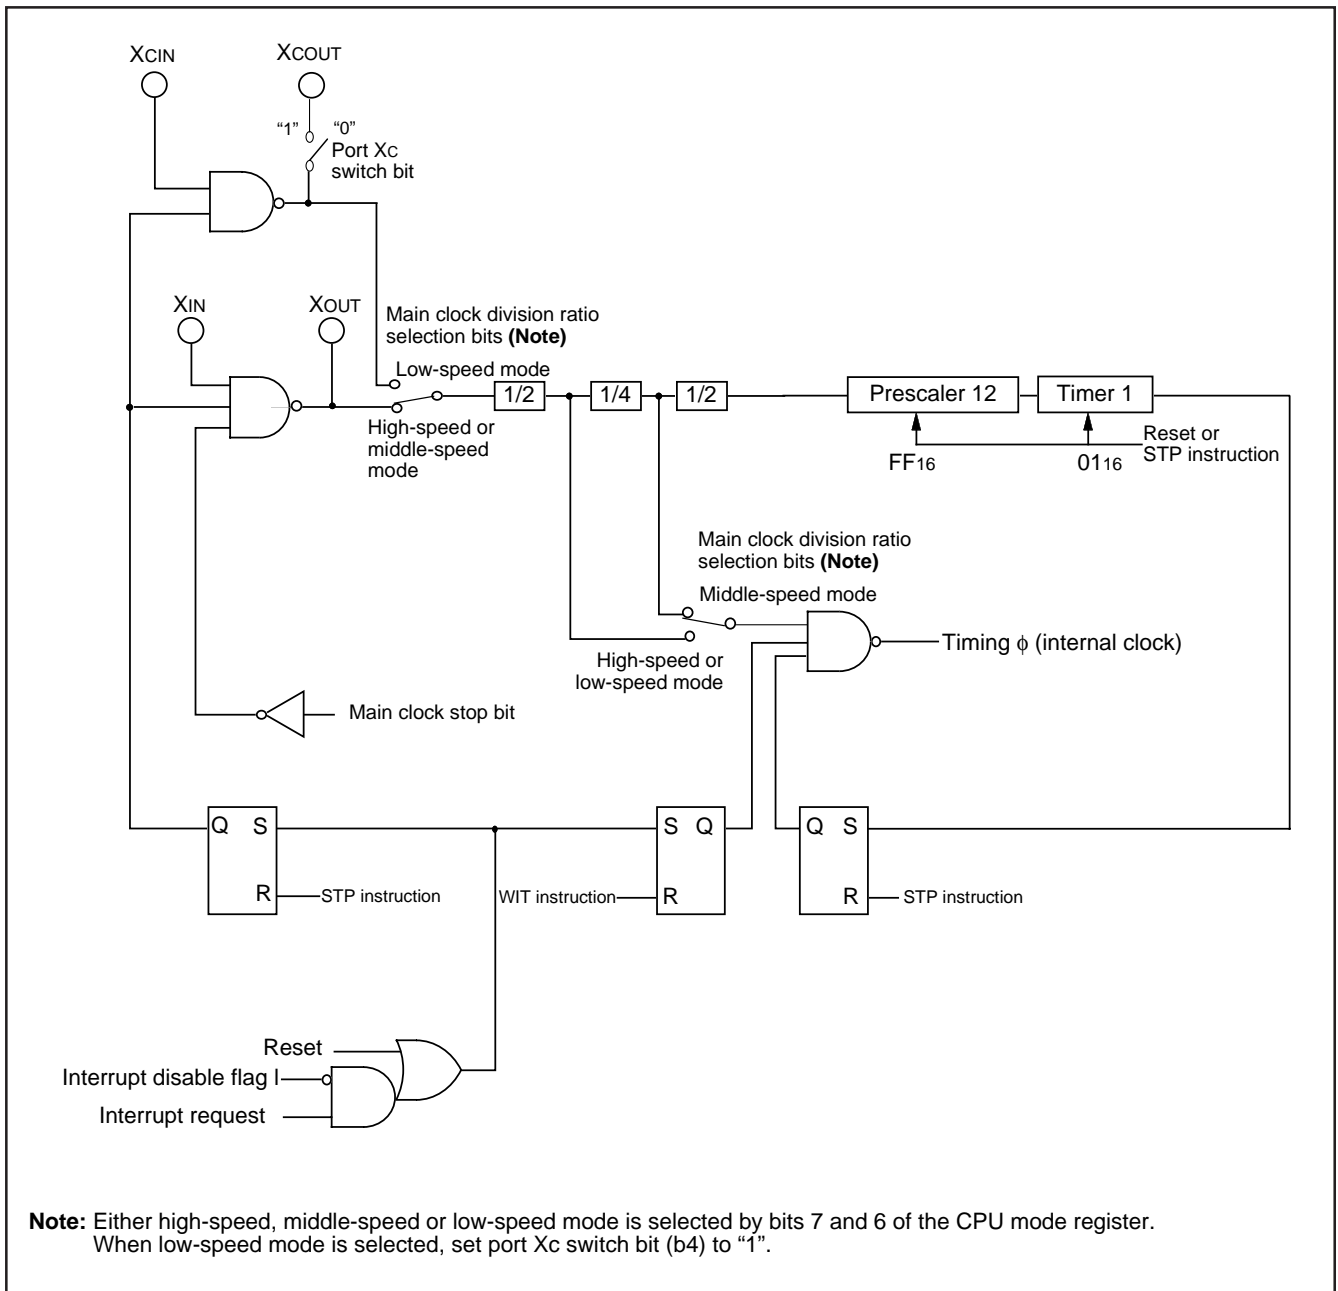 XCIN
XCOUT
“1” “0”
Port XC
switch bit
XIN
XOUT
Main clock division ratio
selection bits (Note)
Low-speed mode
1/2
1/4
1/2
Prescaler 12
Timer 1
High-speed or
middle-speed
mode
FF16
0116
Reset or
STP instruction
Main clock division ratio
selection bits (Note)
Middle-speed mode
High-speed or
low-speed mode
Timing ϕ (internal clock)
Main clock stop bit
Q S
R
STP instruction
WIT instruction
S Q
R
Q S
R
STP instruction
Reset
Interrupt disable flag I
Interrupt request
Note: Either high-speed, middle-speed or low-speed mode is selected by bits 7 and 6 of the CPU mode register.
When low-speed mode is selected, set port Xc switch bit (b4) to “1”.